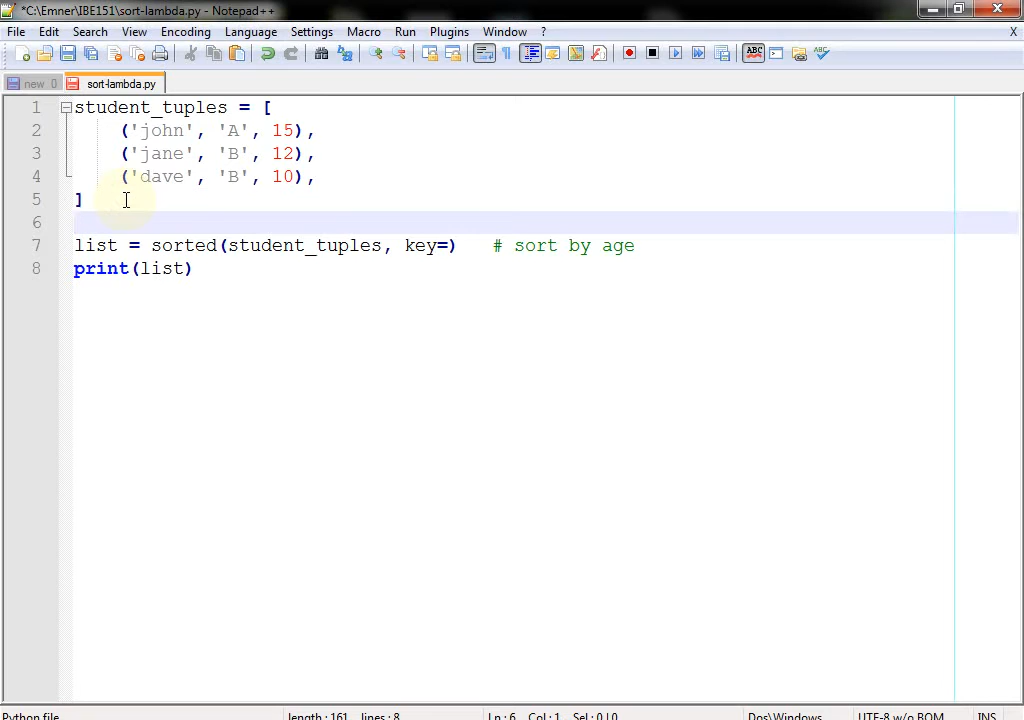 *C:\Emner\IBE151\sort-lambda.py - Notepad++
File Edit Search View Encoding Language Settings Macro Run Plugins Window ? X
new 0 sort-lambda.py
1 student_tuples = [
2 ('john', 'A', 15),
3 ('jane', 'B', 12),
4 ('dave', 'B', 10),
5 ]
6
7 list = sorted(student_tuples, key=) # sort by age
8 print(list)
Python file length : 161 lines : 8 Ln : 6 Col : 1 Sel : 0 | 0 Dos\Windows UTF-8 w/o BOM INS